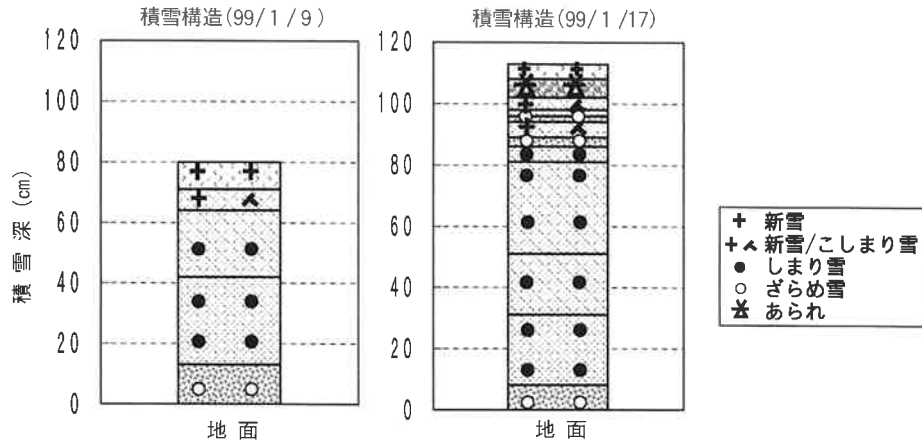 積雪構造(99/1/9)
120
100
80
60
40
20
0
積雪深(cm)
地面
積雪構造(99/1/17)
120
100
80
60
40
20
0
地面
新雪
新雪/こしまり雪
しまり雪
ざらめ雪
あられ